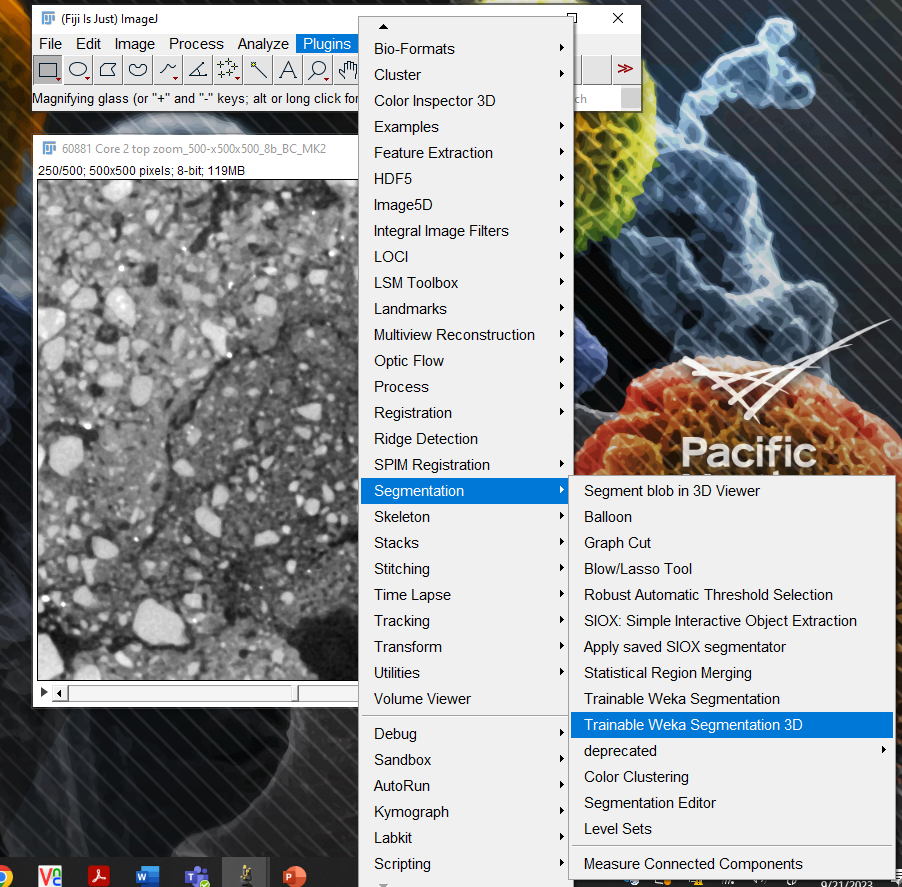 (Fiji Is Just) ImageJ
File Edit Image Process Analyze Plugins
Magnifying glass (or "+" and "-" keys; alt or long click for
ch
60881 Core 2 top zoom_500-x500x500_8b_BC_MK2
250/500; 500x500 pixels; 8-bit; 119MB
Bio-Formats
Cluster
Color Inspector 3D
Examples
Feature Extraction
HDF5
Image5D
Integral Image Filters
LOCI
LSM Toolbox
Landmarks
Multiview Reconstruction
Optic Flow
Process
Registration
Ridge Detection
SPIM Registration
Segmentation
Skeleton
Stacks
Stitching
Time Lapse
Tracking
Transform
Utilities
Volume Viewer
Debug
Sandbox
AutoRun
Kymograph
Labkit
Scripting
Pacific
Segment blob in 3D Viewer
Balloon
Graph Cut
Blow/Lasso Tool
Robust Automatic Threshold Selection
SIOX: Simple Interactive Object Extraction
Apply saved SIOX segmentator
Statistical Region Merging
Trainable Weka Segmentation
Trainable Weka Segmentation 3D
deprecated
Color Clustering
Segmentation Editor
Level Sets
Measure Connected Components
9/21/2023